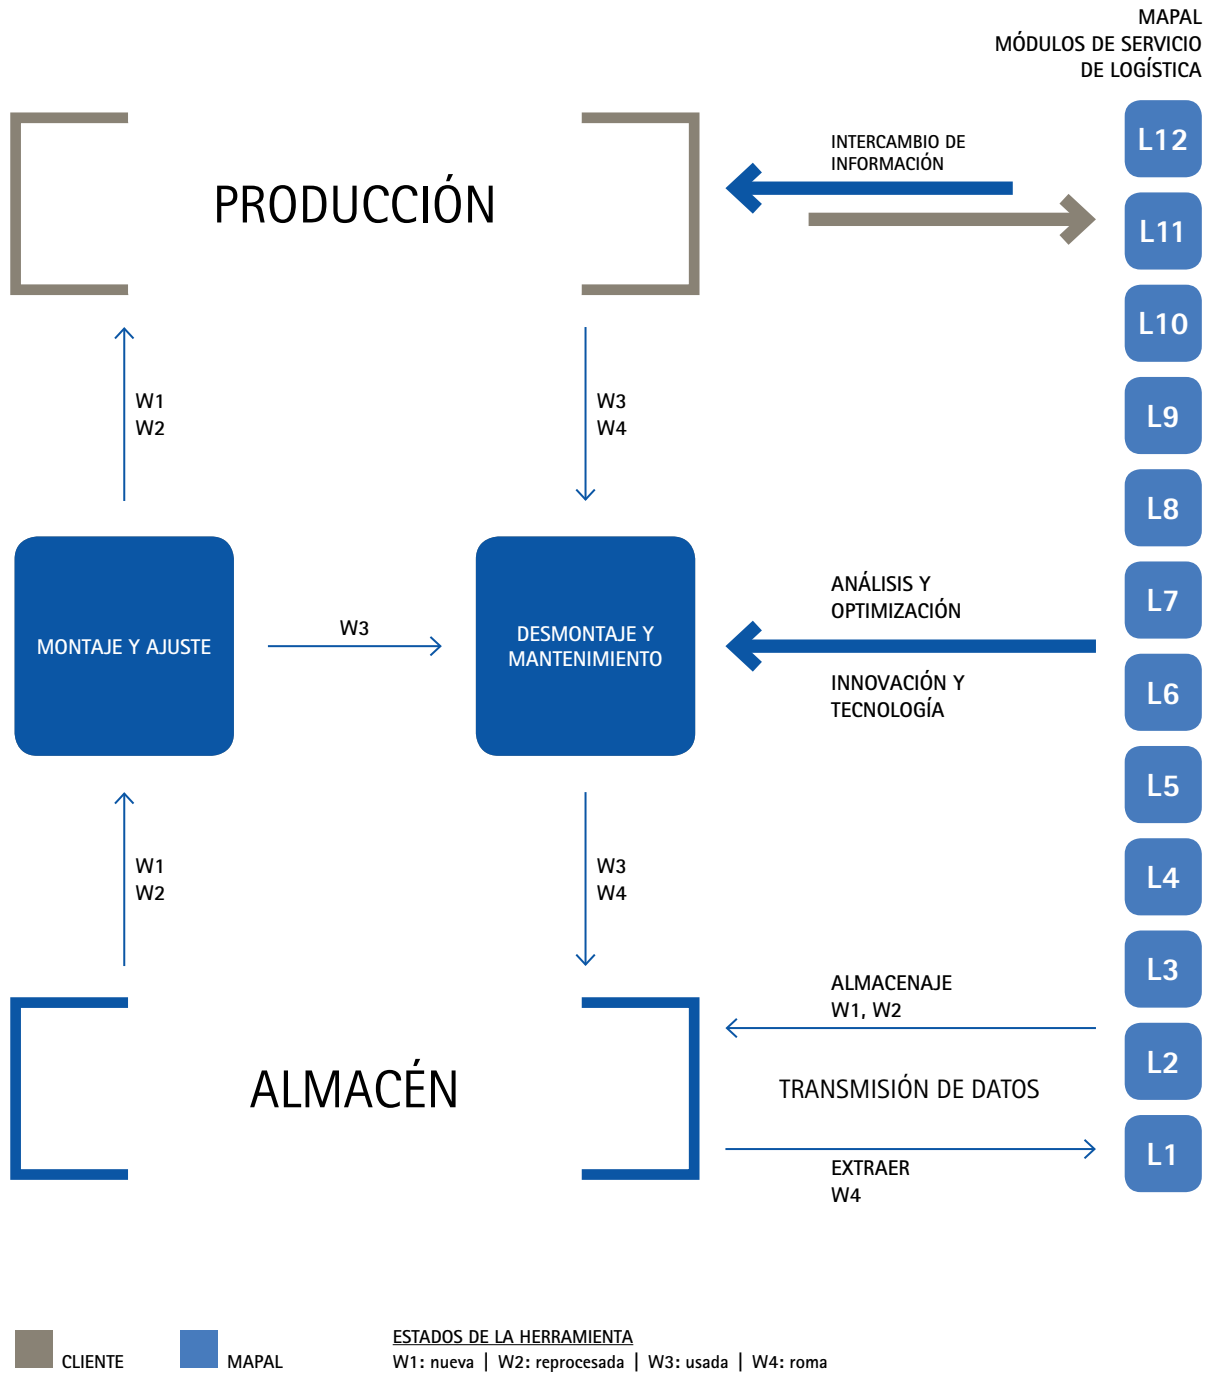 MAPAL
MÓDULOS DE SERVICIO
DE LOGÍSTICA
L12
INTERCAMBIO DE
INFORMACIÓN
PRODUCCIÓN
L11
L10
W1
W2
W3
W4
L9
L8
ANÁLISIS Y
OPTIMIZACIÓN
L7
MONTAJE Y AJUSTE
W3
DESMONTAJE Y
MANTENIMIENTO
INNOVACIÓN Y
TECNOLOGÍA
L6
L5
W1
W2
W3
W4
L4
L3
ALMACENAJE
W1, W2
L2
ALMACÉN
TRANSMISIÓN DE DATOS
L1
EXTRAER
W4
CLIENTE
MAPAL
ESTADOS DE LA HERRAMIENTA
W1: nueva | W2: reprocesada | W3: usada | W4: roma